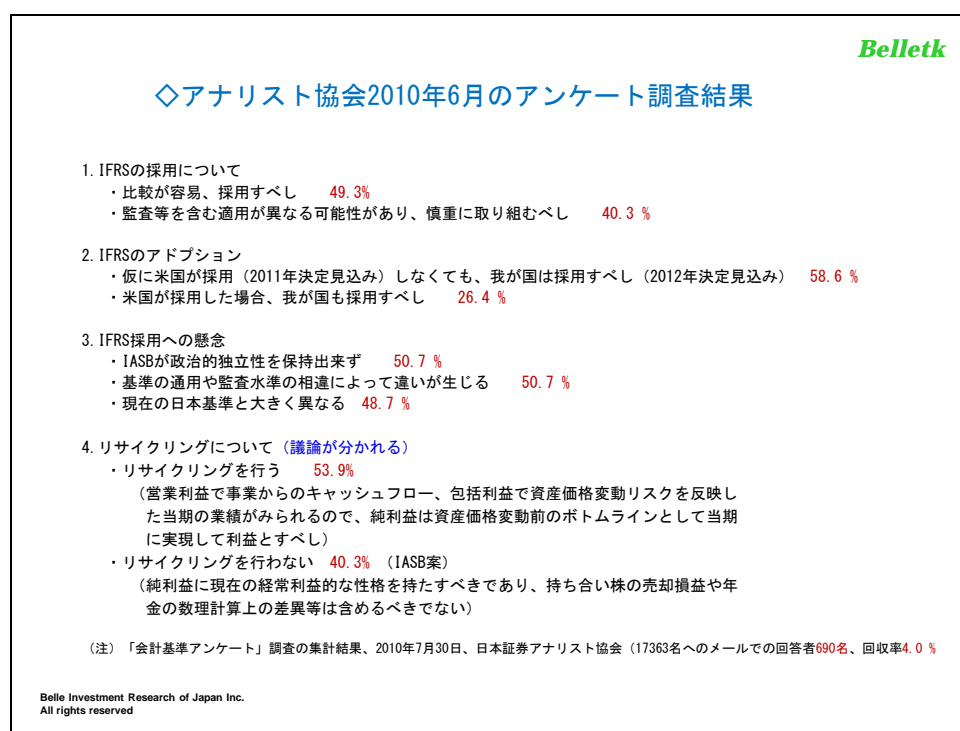 Belletk
◇アナリスト協会2010年6月のアンケート調査結果
1. IFRSの採用について
・比較が容易、採用すべし 49.3%
・監査等を含む適用が異なる可能性があり、慎重に取り組むべし 40.3 %
2. IFRSのアドプション
・仮に米国が採用（2011年決定見込み）しなくても、我が国は採用すべし（2012年決定見込み） 58.6 %
・米国が採用した場合、我が国も採用すべし 26.4 %
3. IFRS採用への懸念
・IASBが政治的独立性を保持出来ず 50.7 %
・基準の通用や監査水準の相違によって違いが生じる 50.7 %
・現在の日本基準と大きく異なる 48.7 %
4. リサイクリングについて（議論が分かれる）
・リサイクリングを行う 53.9%
（営業利益で事業からのキャッシュフロー、包括利益で資産価格変動リスクを反映し
た当期の業績がみられるので、純利益は資産価格変動前のボトムラインとして当期
に実現して利益とすべし）
・リサイクリングを行わない 40.3% （IASB案）
（純利益に現在の経常利益的な性格を持たすべきであり、持ち合い株の売却損益や年
金の数理計算上の差異等は含めるべきでない）
（注）「会計基準アンケート」調査の集計結果、2010年7月30日、日本証券アナリスト協会（17363名へのメールでの回答者690名、回収率4.0 %
Belle Investment Research of Japan Inc.
All rights reserved